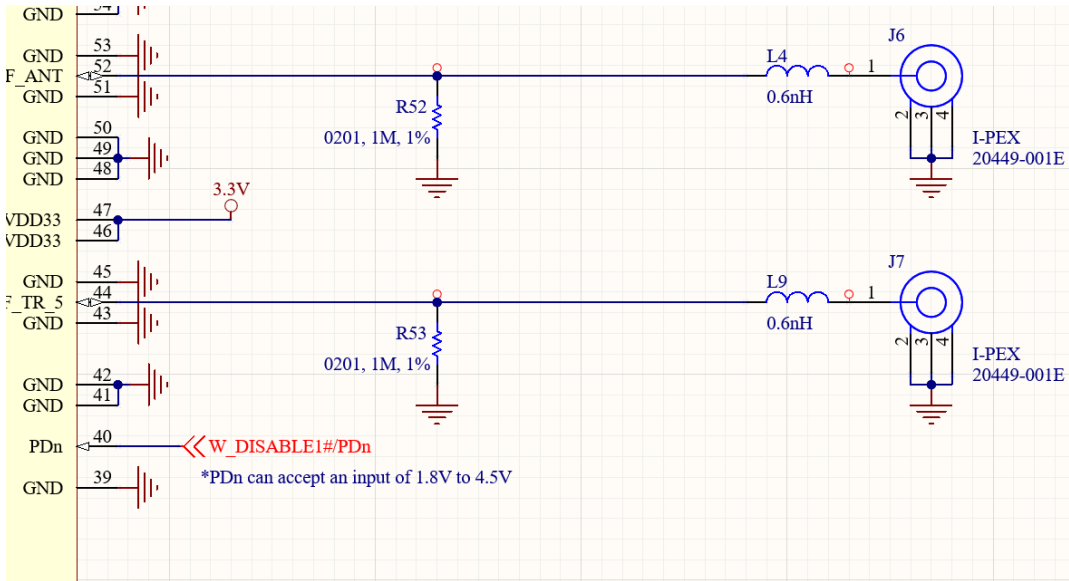 54
GND
53
GND
52
F_ANT
51
GND
50
GND
49
GND
48
GND
47
VDD33
46
VDD33
45
GND
44
F_TR_5
43
GND
42
GND
41
GND
40
PDn
39
GND
3.3V
W_DISABLE1#/PDn
*PDn can accept an input of 1.8V to 4.5V
R52
0201, 1M, 1%
L4
0.6nH
J6
1
2
3
4
I-PEX
20449-001E
R53
0201, 1M, 1%
L9
0.6nH
J7
1
2
3
4
I-PEX
20449-001E